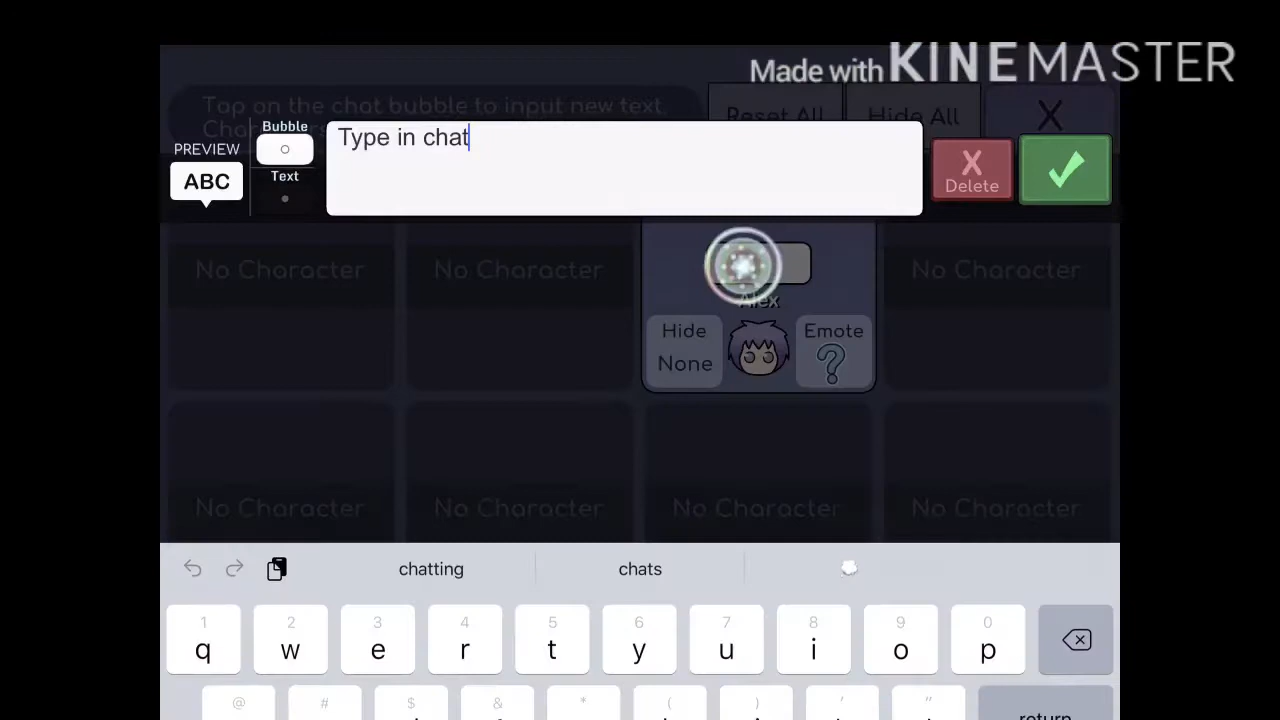 Made with KINEMASTER
Tap on the chat bubble to input new text.
Reset All
Hide All
X
Bubble
PREVIEW
ABC
Text
Type in chat
X
Delete
No Character
No Character
No Character
Alex
Hide
None
Emote
?
No Character
No Character
No Character
No Character
chatting
chats
1 2 3 4 5 6 7 8 9 0
q w e r t y u i o p
@ # $ & * ( ) ' "
return